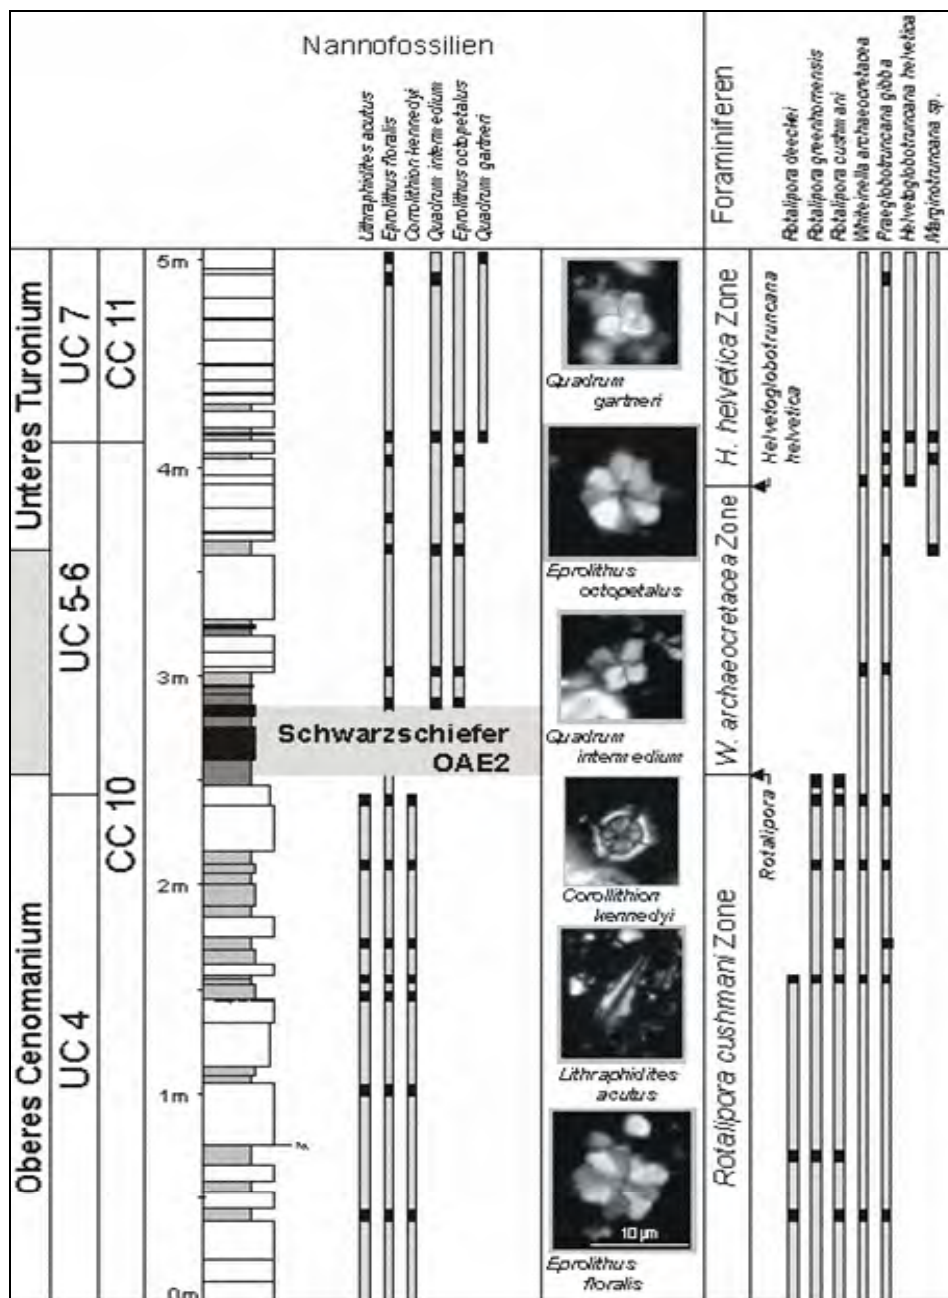 Nannofossilien
Lithraphidites acutus
Eprolithus floralis
Corrolithion kennedyi
Quadrum intermedium
Eprolithus octopetalus
Quadrum gartneri
Foraminiferen
Rotalipora deeckei
Rotalipora greenhornensis
Rotalipora cushmani
Whiteinella archaeocretacea
Praeglobotruncana gibba
Helvetoglobotruncana helvetica
Marginotruncana sp.
Unteres Turonium
Oberes Cenomanium
UC 7
UC 5-6
UC 4
CC 11
CC 10
5m
4m
3m
2m
1m
0m
Schwarzschiefer
OAE2
Quadrum
gartneri
Eprolithus
octopetalus
Quadrum
intermedium
Corollithion
kennedyi
Lithraphidites
acutus
10 µm
Eprolithus
floralis
H. helvetica Zone
W. archaeocretacea Zone
Rotalipora cushmani Zone
Helvetoglobotruncana
helvetica
Rotalipora